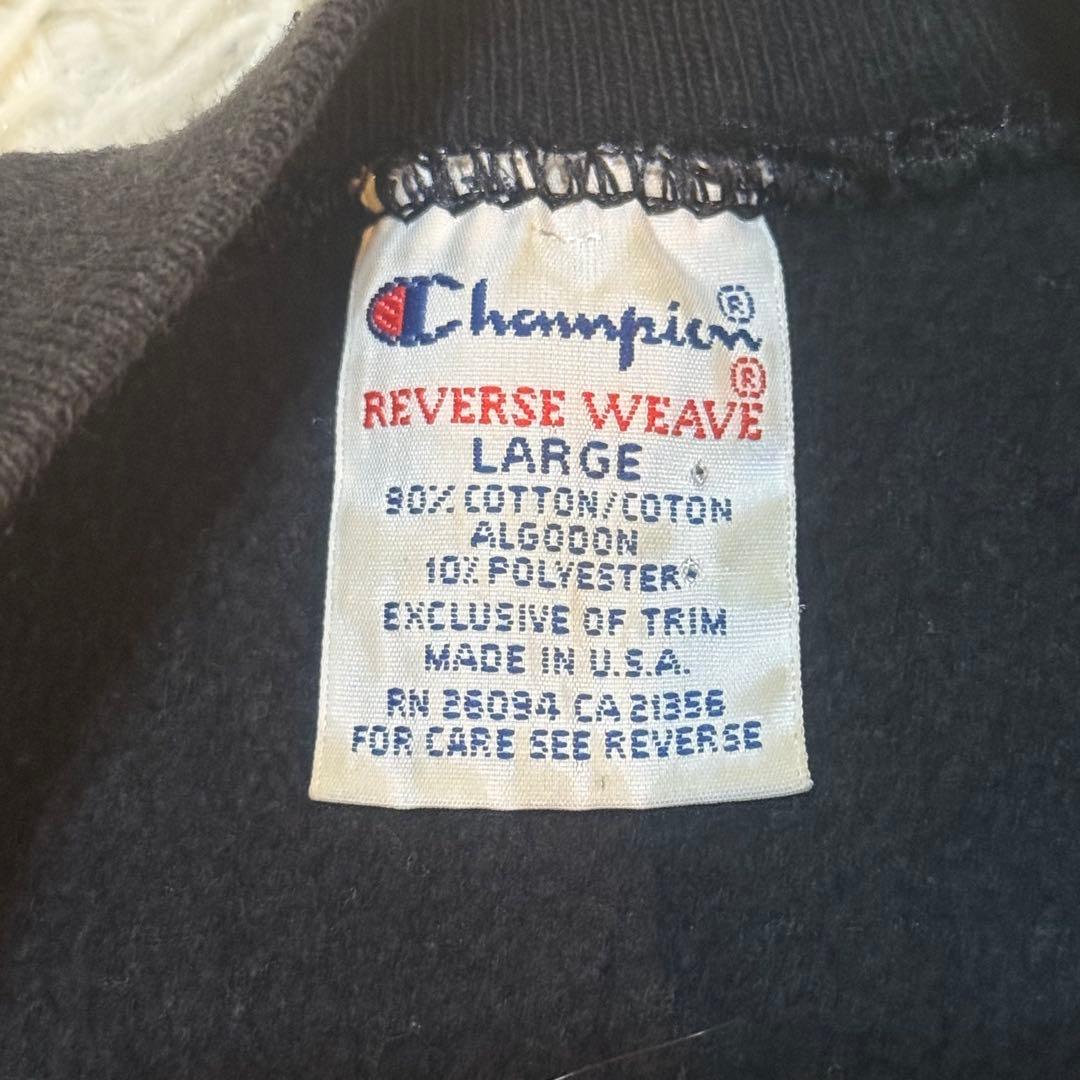 Champion®
REVERSE WEAVE®
LARGE
90% COTTON/COTON
ALGODON
10% POLYESTER
EXCLUSIVE OF TRIM
MADE IN U.S.A.
RN 26094 CA 21356
FOR CARE SEE REVERSE